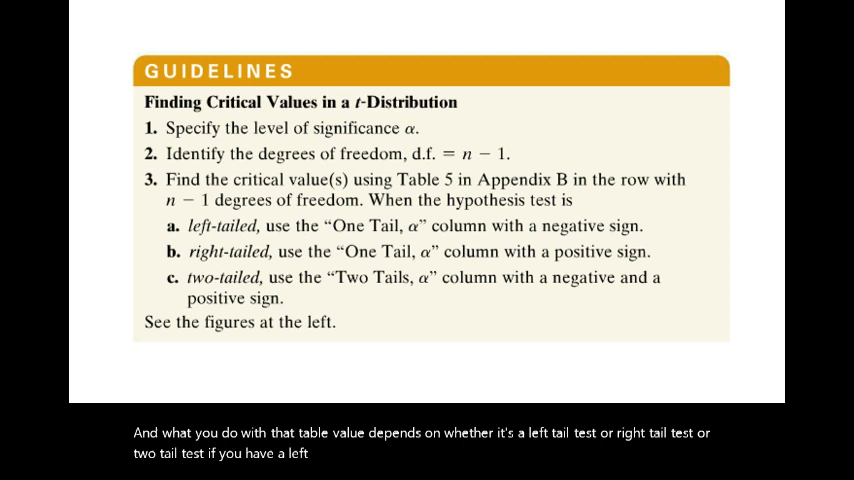 GUIDELINES
Finding Critical Values in a t-Distribution
1. Specify the level of significance α.
2. Identify the degrees of freedom, d.f. = n − 1.
3. Find the critical value(s) using Table 5 in Appendix B in the row with
n − 1 degrees of freedom. When the hypothesis test is
a. left-tailed, use the “One Tail, α” column with a negative sign.
b. right-tailed, use the “One Tail, α” column with a positive sign.
c. two-tailed, use the “Two Tails, α” column with a negative and a
positive sign.
See the figures at the left.
And what you do with that table value depends on whether it's a left tail test or right tail test or
two tail test if you have a left